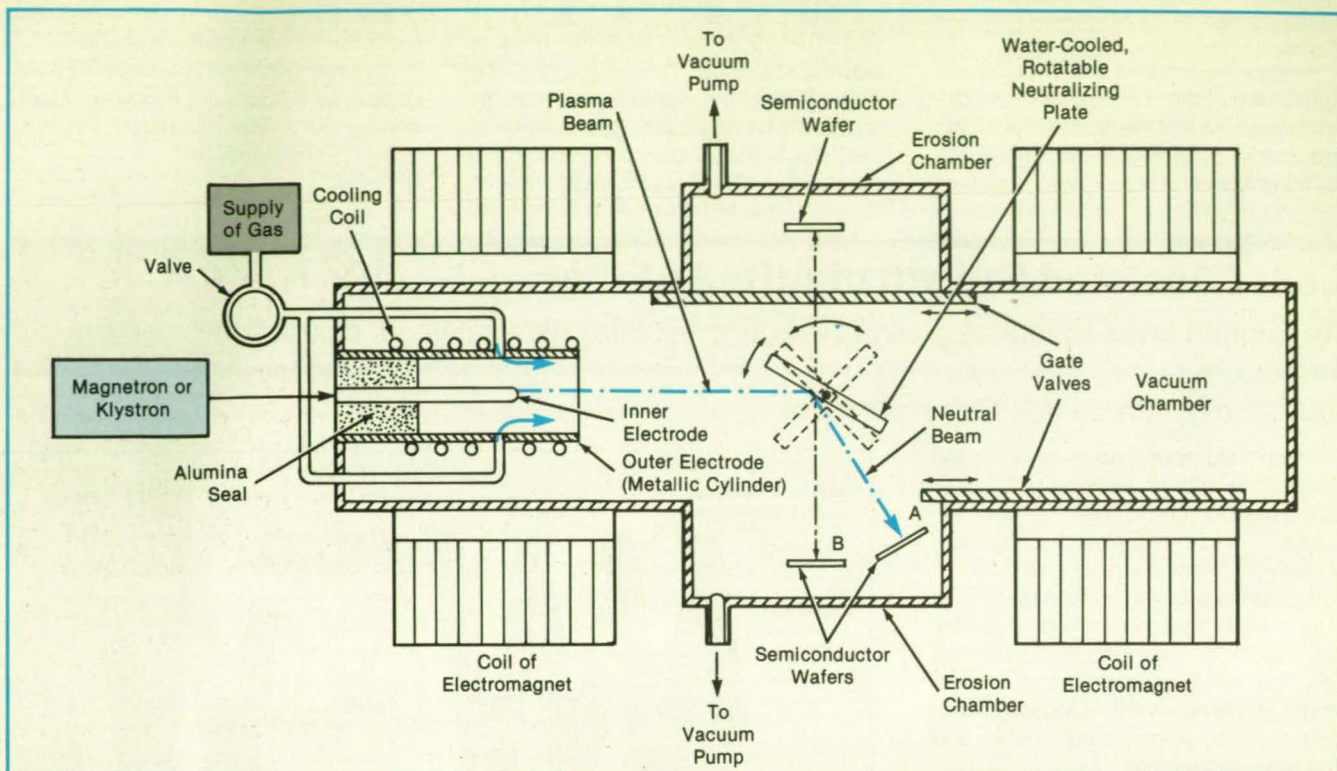 To
Vacuum
Pump
Water-Cooled,
Rotatable
Neutralizing
Plate
Plasma
Beam
Semiconductor
Wafer
Erosion
Chamber
Supply
of Gas
Cooling
Coil
Valve
Magnetron or
Klystron
Inner
Electrode
Alumina
Seal
Outer Electrode
(Metallic Cylinder)
Neutral
Beam
Gate
Valves
Vacuum
Chamber
A
B
Coil of
Electromagnet
Semiconductor
Wafers
Erosion
Chamber
Coil of
Electromagnet
To
Vacuum
Pump